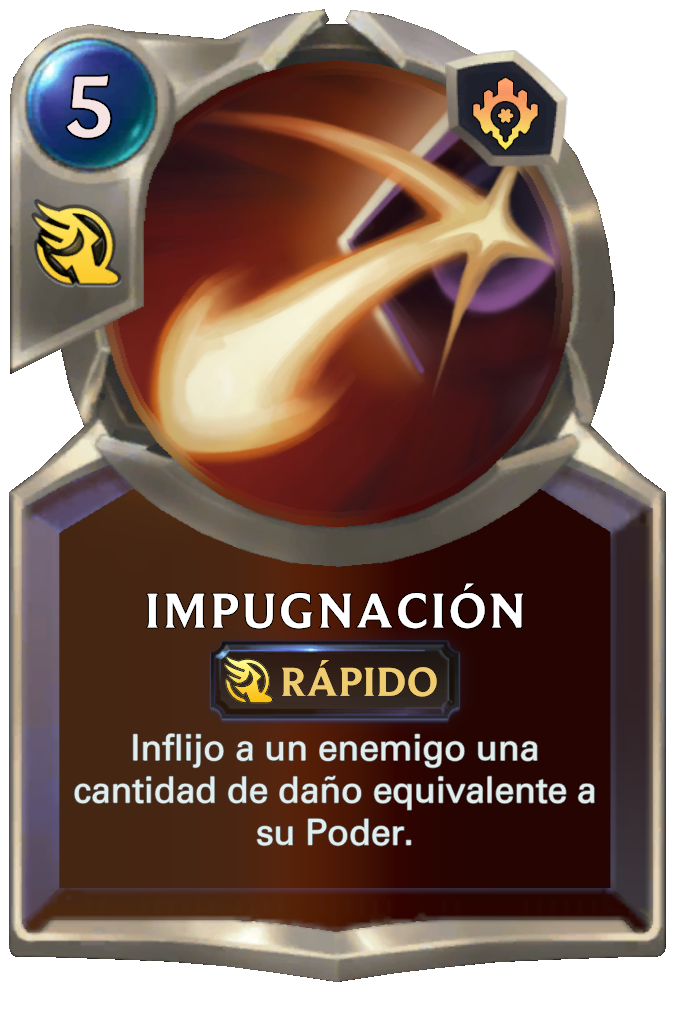 5
IMPUGNACIÓN
RÁPIDO
Inflijo a un enemigo una
cantidad de daño equivalente a
su Poder.